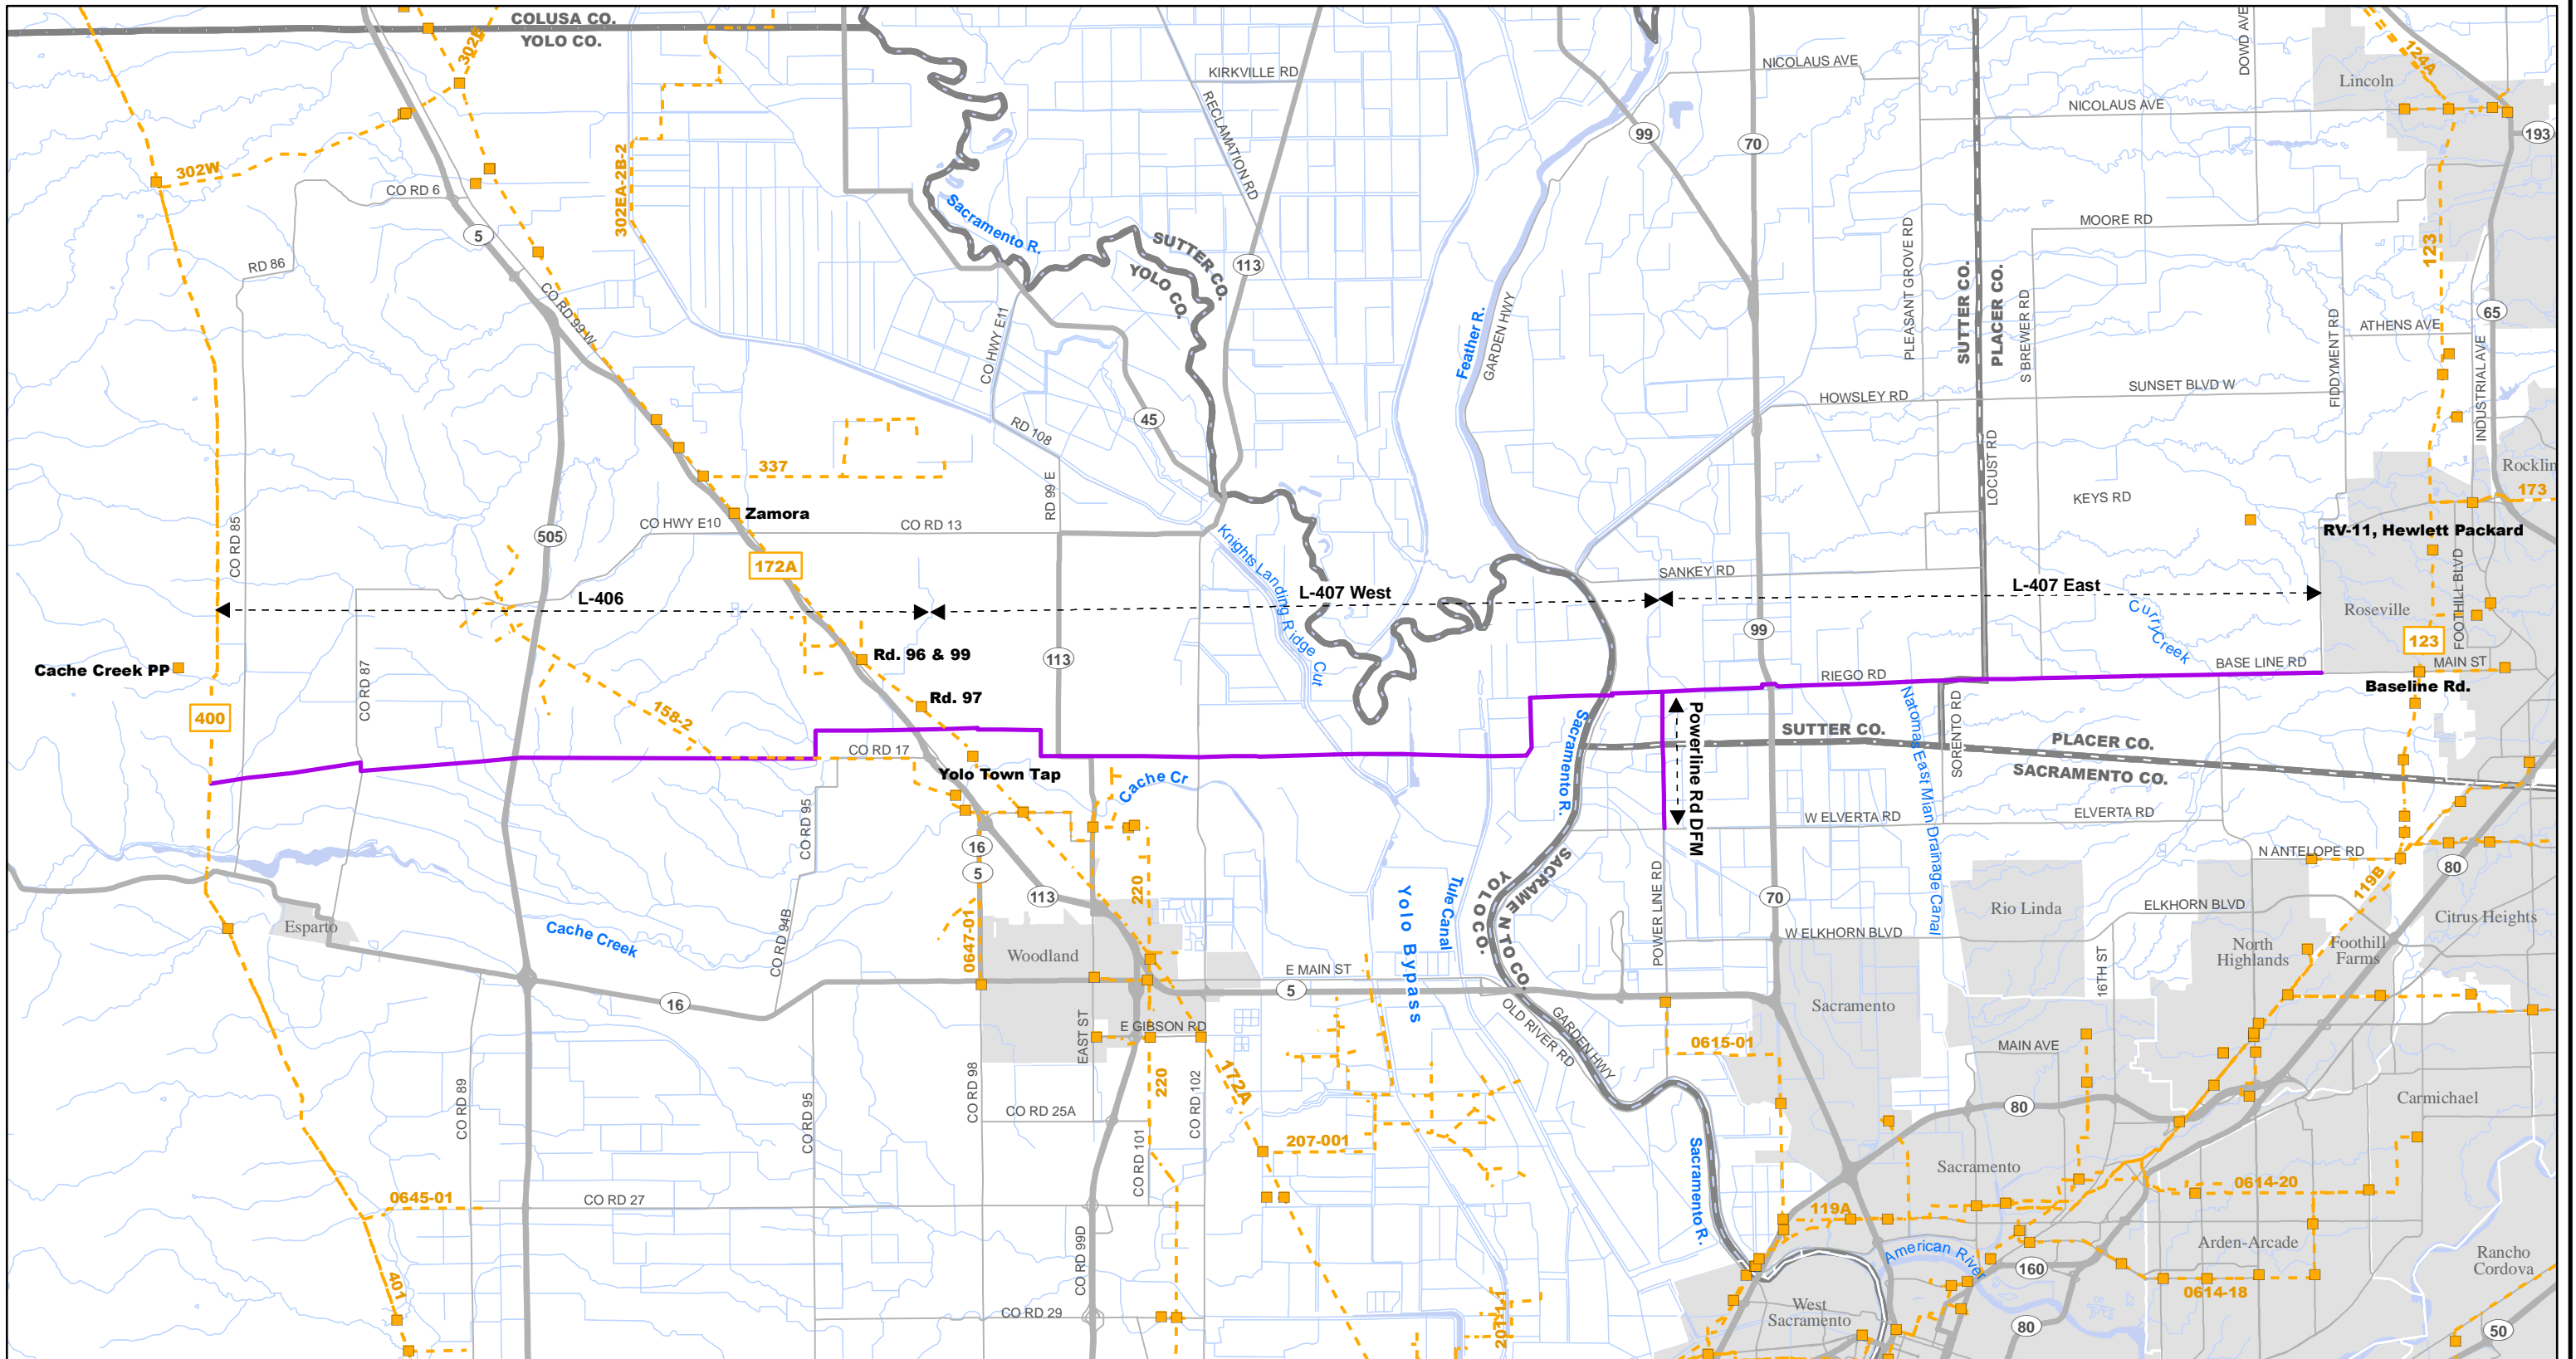 COLUSA CO.
YOLO CO.
302E
302W
CO RD 6
5
RD 86
302EA-2B-2
CO RD 99 W
Sacramento R.
KIRKVILLE RD
RECLAMATION RD
113
SUTTER CO.
YOLO CO.
CO HWY E11
45
RD 108
RD 99 E
Feather R.
GARDEN HWY
99
70
NICOLAUS AVE
NICOLAUS AVE
DOWD AVE
124A
Lincoln
193
MOORE RD
PLEASANT GROVE RD
SUTTER CO.
PLACER CO.
S BREWER RD
123
65
ATHENS AVE
FIDDYMENT RD
INDUSTRIAL AVE
SUNSET BLVD W
HOWSLEY RD
LOCUST RD
KEYS RD
Rocklin
173
RV-11, Hewlett Packard
FOOTHILL BLVD
337
Zamora
CO HWY E10
CO RD 13
172A
505
CO RD 85
L-406
L-407 West
L-407 East
SANKEY RD
Knights Landing Ridge Cut
Curry Creek
Roseville
123
99
113
Cache Creek PP
CO RD 87
Rd. 96 & 99
Rd. 97
400
158-2
CO RD 17
Yolo Town Tap
Cache Cr
RIEGO RD
BASE LINE RD
MAIN ST
Baseline Rd.
Powerline Rd DFM
Sacramento R.
SUTTER CO.
PLACER CO.
SACRAMENTO CO.
Natomas East Mian Drainage Canal
SORENTO RD
W ELVERTA RD
ELVERTA RD
N ANTELOPE RD
80
119B
CO RD 95
16
5
113
220
0647-01
Esparto
Cache Creek
CO RD 94B
Woodland
Yolo Bypass
Tule Canal
SACRAMENTO CO.
YOLO CO.
POWER LINE RD
70
Rio Linda
ELKHORN BLVD
W ELKHORN BLVD
16TH ST
North
Highlands
Foothill
Farms
Citrus Heights
16
E MAIN ST
5
OLD RIVER RD
GARDEN HWY
Sacramento
EAST ST
E GIBSON RD
0615-01
MAIN AVE
CO RD 89
CO RD 95
CO RD 98
CO RD 25A
220
CO RD 102
172A
CO RD 101
207-001
80
Carmichael
Sacramento
Sacramento R.
0645-01
CO RD 27
CO RD 99D
119A
0614-20
American River
Arden-Arcade
Rancho
Cordova
401
CO RD 29
160
0614-18
West
Sacramento
80
50